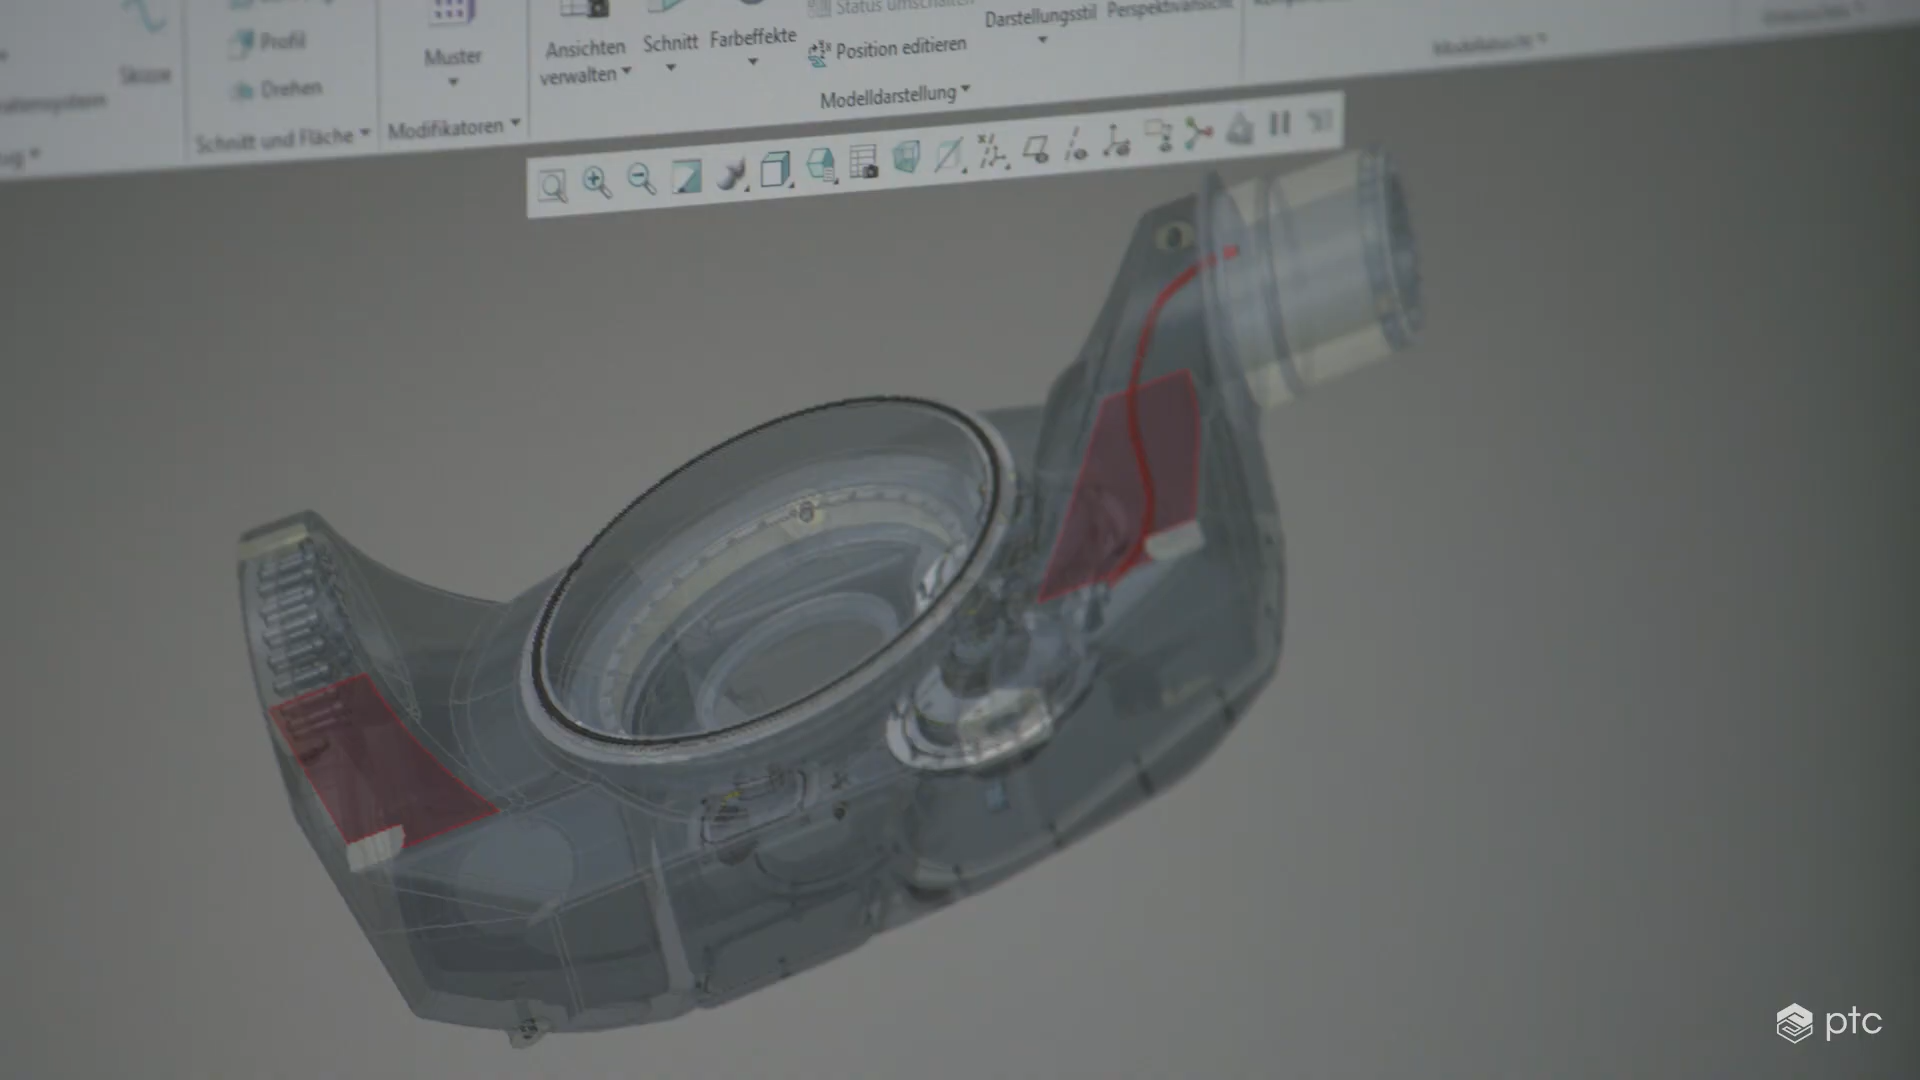 Status umschalten
Darstellungsstil
Perspektivansicht
Profil
Muster
Ansichten
verwalten
Schnitt
Farbeffekte
Position editieren
Skizze
Drehen
Modelldarstellung
Schnitt und Fläche
Modifikatoren
ptc